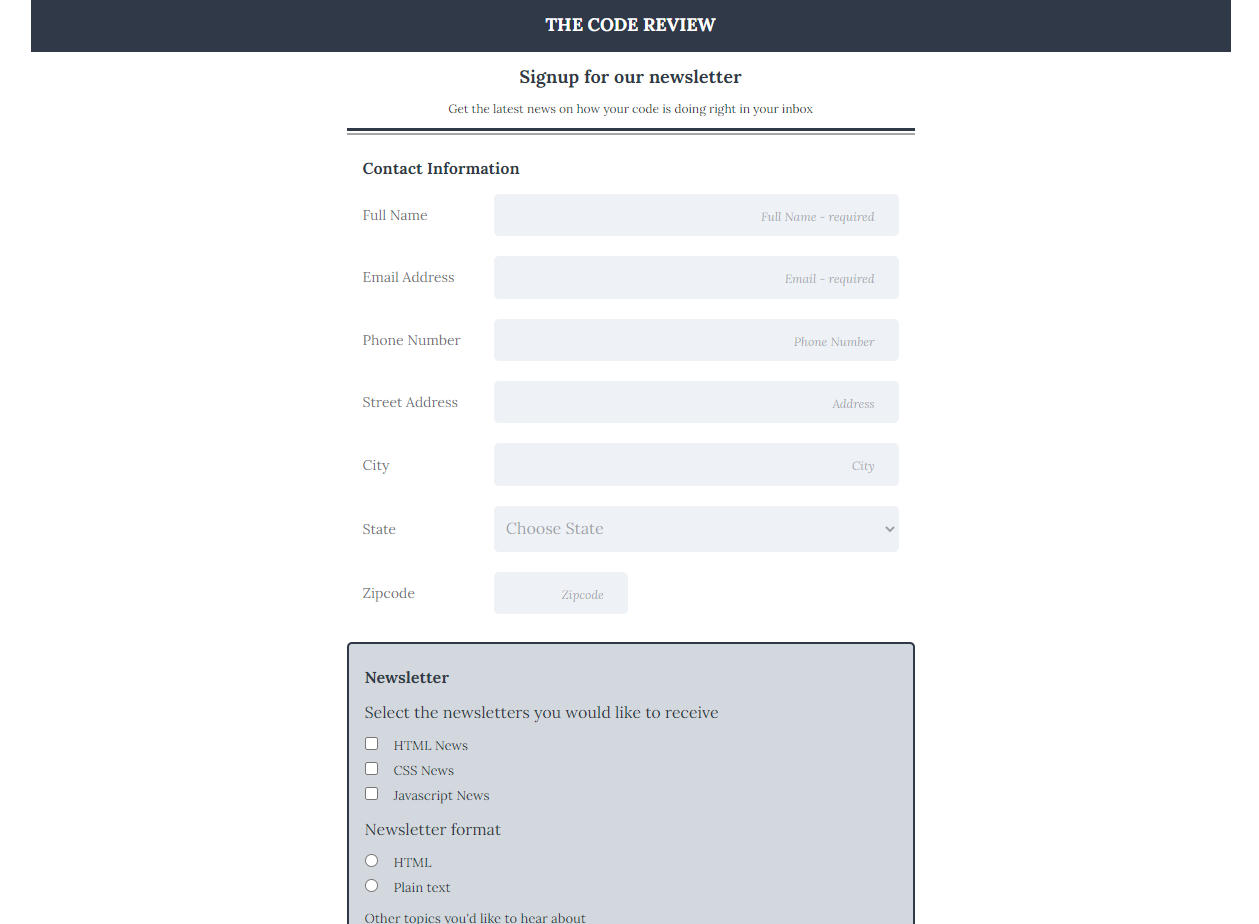 THE CODE REVIEW
Signup for our newsletter
Get the latest news on how your code is doing right in your inbox
Contact Information
Full Name Full Name - required
Email Address Email - required
Phone Number Phone Number
Street Address Address
City City
State Choose State
Zipcode Zipcode
Newsletter
Select the newsletters you would like to receive
HTML News
CSS News
Javascript News
Newsletter format
HTML
Plain text
Other topics you'd like to hear about